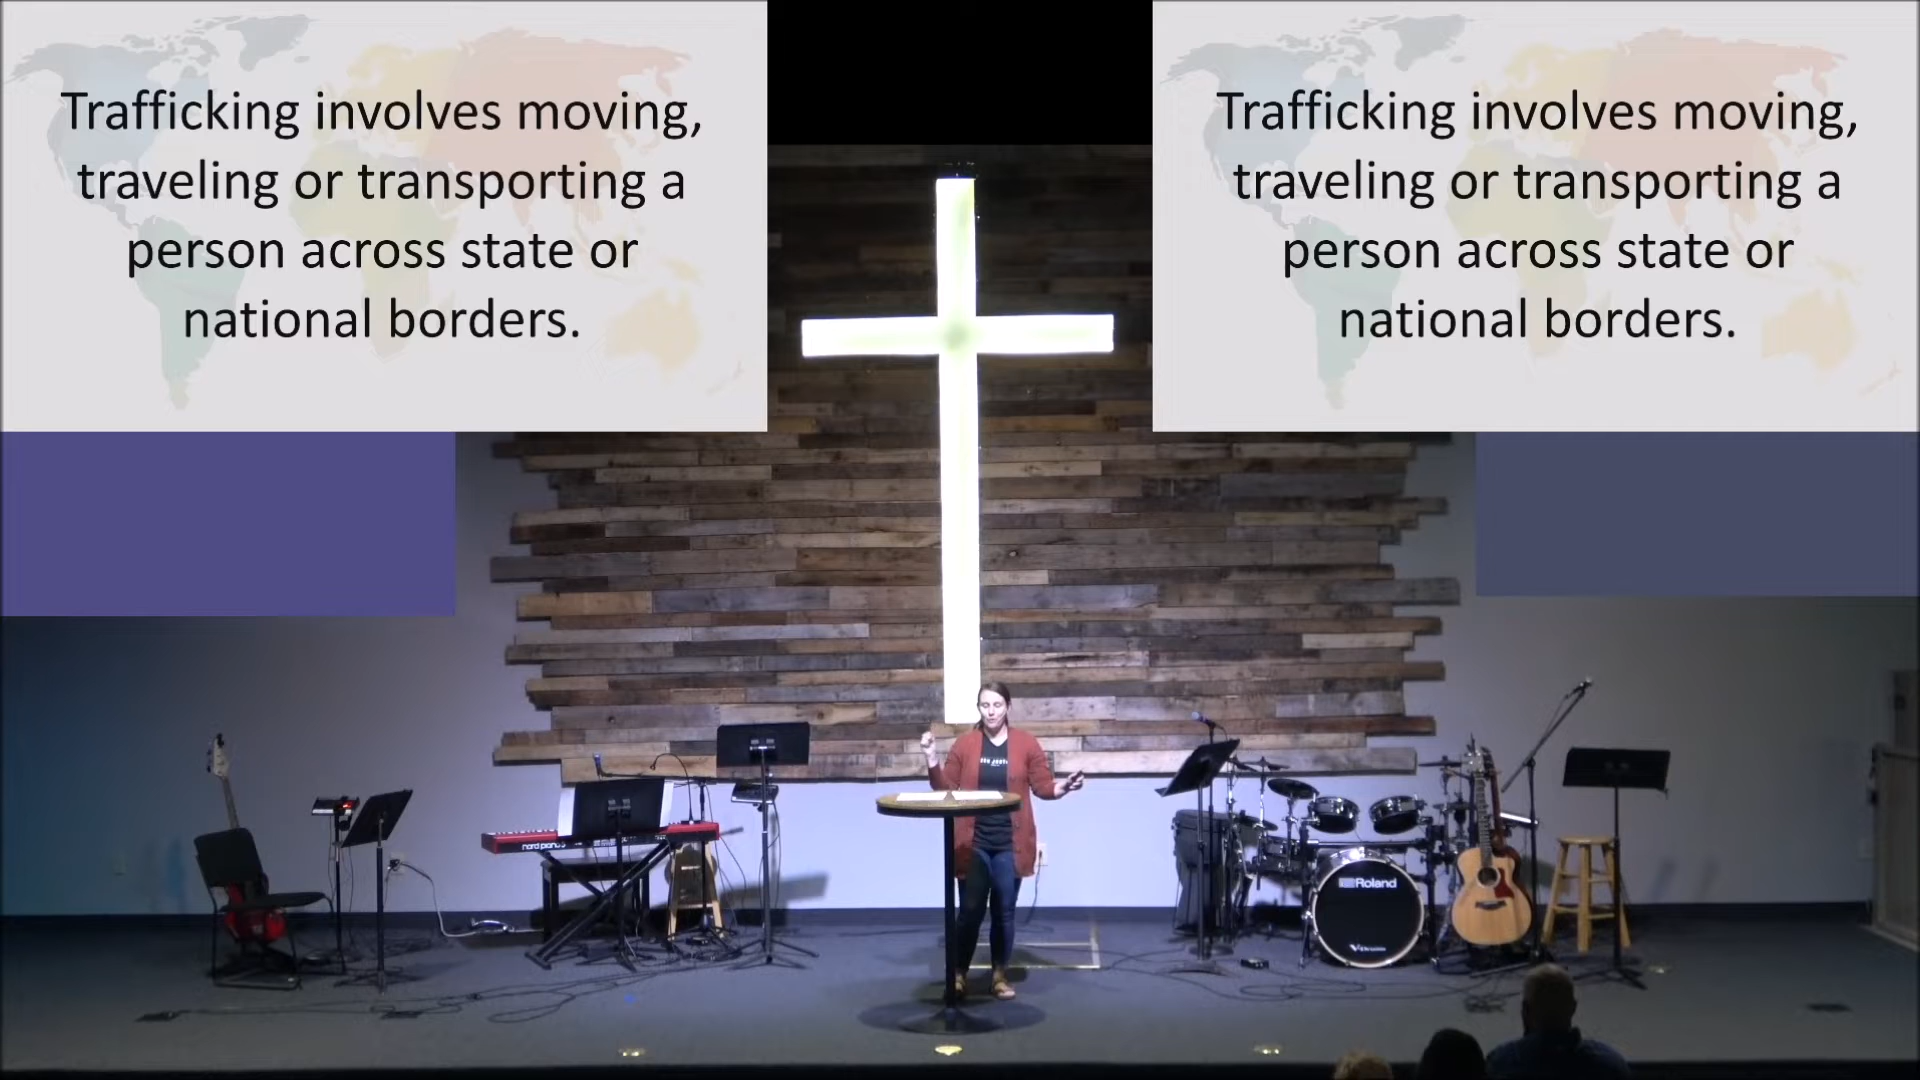 Trafficking involves moving,
traveling or transporting a
person across state or
national borders.
Trafficking involves moving,
traveling or transporting a
person across state or
national borders.
nord piano
Roland
V-Drums